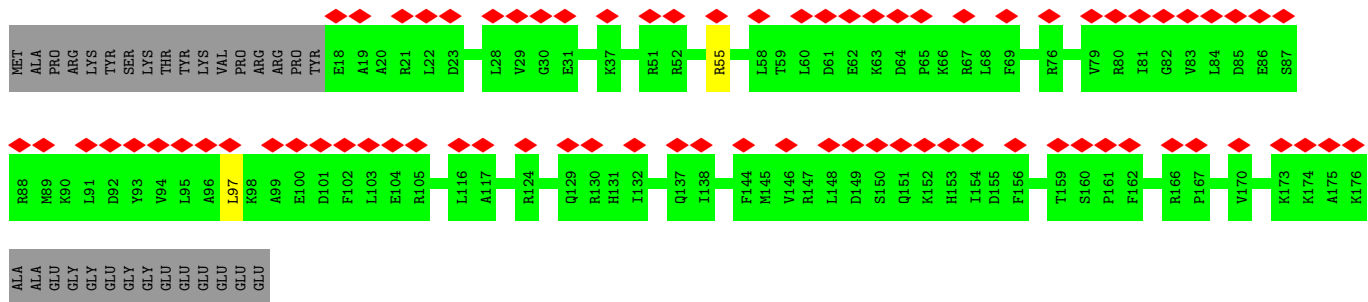 MET ALA PRO ARG LYS TYR SER LYS THR TYR LYS VAL PRO ARG ARG PRO TYR E18 A19 A20 R21 L22 D23 L28 V29 G30 E31 K37 R51 R52 R55 L58 T59 L60 D61 E62 K63 D64 P65 K66 R67 L68 F69 R76 V79 R80 I81 G82 V83 L84 D85 E86 S87
R88 M89 K90 L91 D92 Y93 V94 L95 A96 L97 K98 A99 E100 D101 F102 L103 E104 R105 L116 A117 R124 Q129 R130 H131 I132 Q137 I138 F144 M145 V146 R147 L148 D149 S150 Q151 K152 H153 I154 D155 F156 T159 S160 P161 F162 R166 P167 V170 K173 K174 A175 K176
ALA ALA GLU GLY GLY GLU GLY GLU GLU GLU GLU GLU GLU